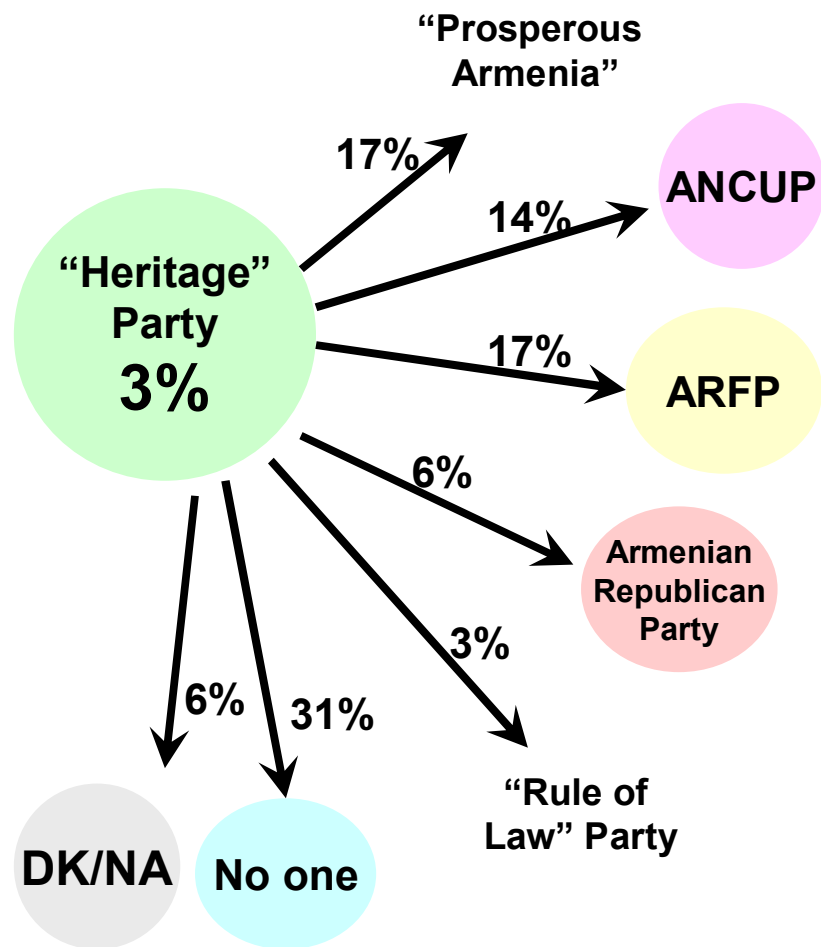 “Prosperous
Armenia”
17%
ANCUP
14%
“Heritage”
Party
3%
17%
ARFP
6%
Armenian
Republican
Party
3%
6%
31%
“Rule of
Law” Party
DK/NA
No one